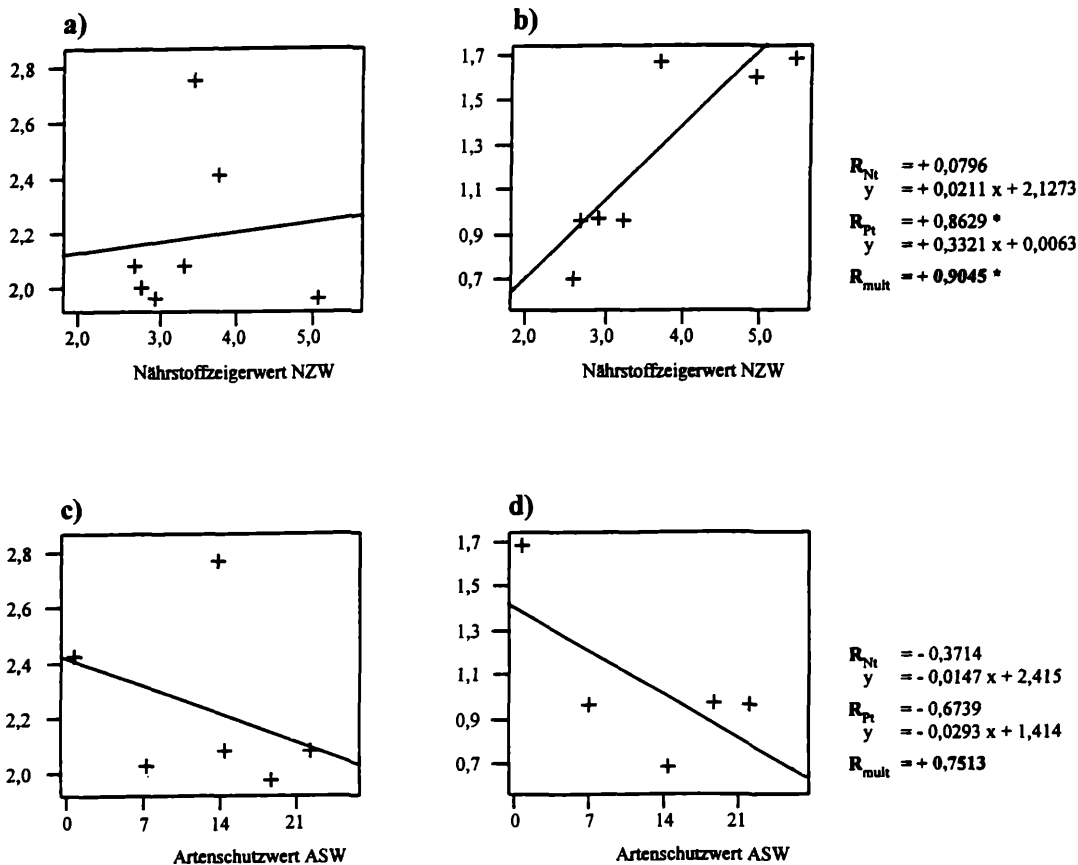 a)
2,8
2,6
2,4
2,2
2,0
2,0 3,0 4,0 5,0
Nährstoffzeigerwert NZW
b)
1,7
1,5
1,3
1,1
0,9
0,7
2,0 3,0 4,0 5,0
Nährstoffzeigerwert NZW
R_Nt = + 0,0796
y = + 0,0211 x + 2,1273
R_Pt = + 0,8629 *
y = + 0,3321 x + 0,0063
R_mult = + 0,9045 *
c)
2,8
2,6
2,4
2,2
2,0
0 7 14 21
Artenschutzwert ASW
d)
1,7
1,5
1,3
1,1
0,9
0,7
0 7 14 21
Artenschutzwert ASW
R_Nt = - 0,3714
y = - 0,0147 x + 2,415
R_Pt = - 0,6739
y = - 0,0293 x + 1,414
R_mult = + 0,7513